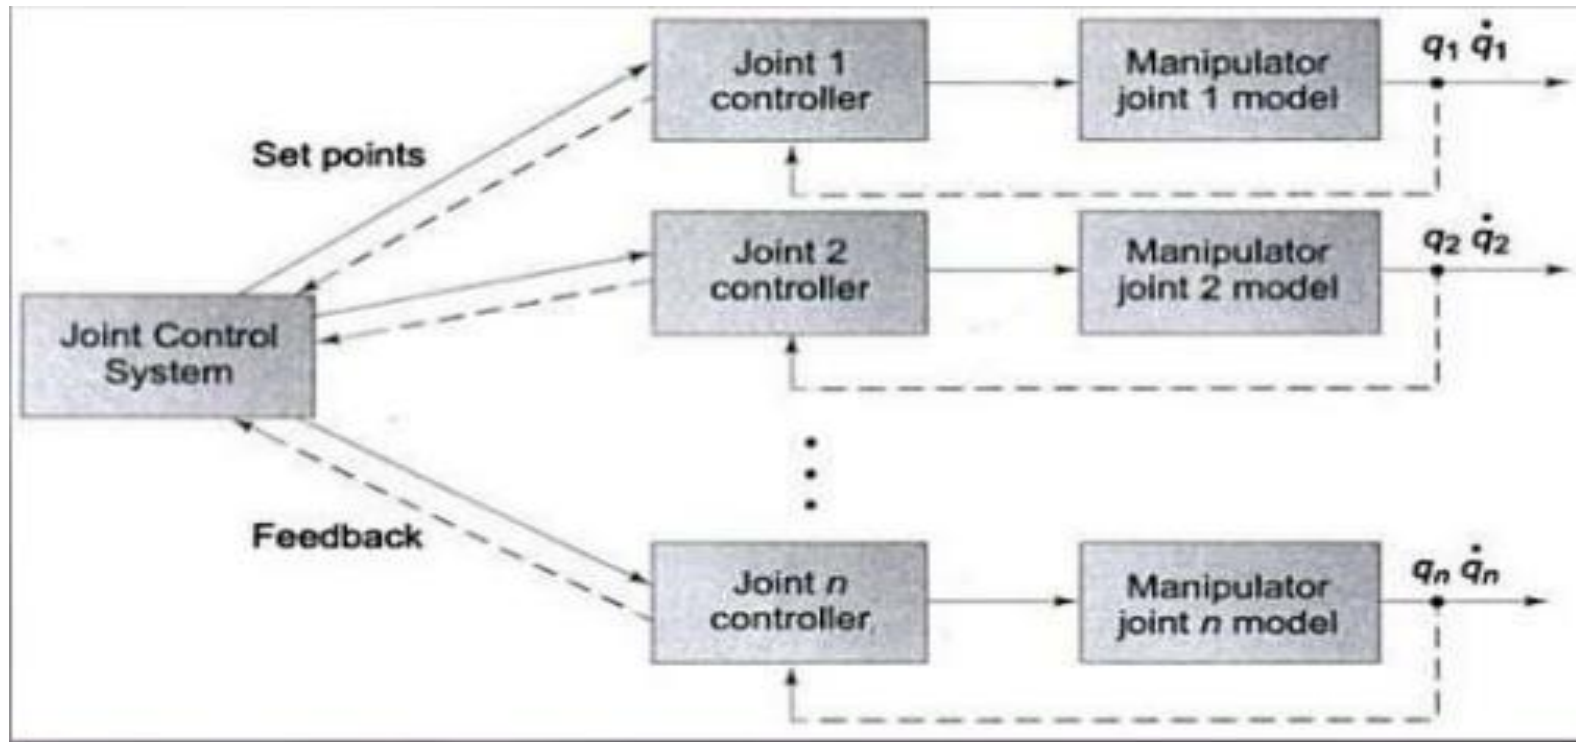 Joint 1
controller
Manipulator
joint 1 model
q₁ q̇₁
Set points
Joint 2
controller
Manipulator
joint 2 model
q₂ q̇₂
Joint Control
System
Feedback
Joint n
controller
Manipulator
joint n model
qₙ q̇ₙ